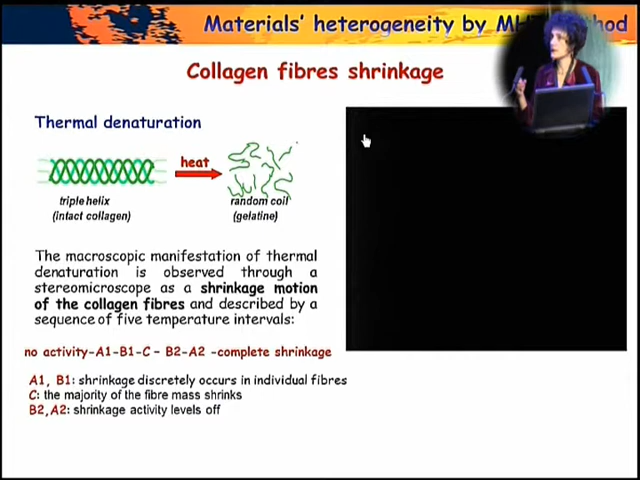 Materials' heterogeneity by MH
hod
Collagen fibres shrinkage
Thermal denaturation
heat
triple helix
(intact collagen)
random coil
(gelatine)
The macroscopic manifestation of thermal
denaturation is observed through a
stereomicroscope as a shrinkage motion
of the collagen fibres and described by a
sequence of five temperature intervals:
no activity-A1-B1-C – B2-A2 -complete shrinkage
A1, B1: shrinkage discretely occurs in individual fibres
C: the majority of the fibre mass shrinks
B2,A2: shrinkage activity levels off